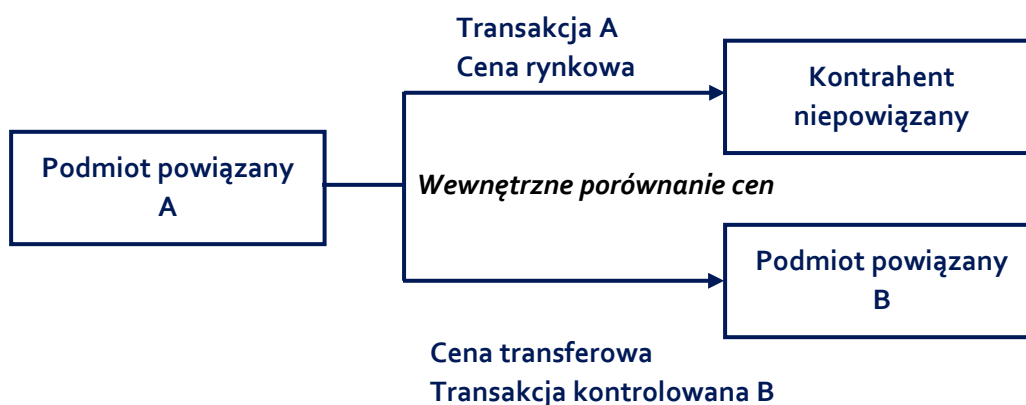 Transakcja A
Cena rynkowa
Kontrahent
niepowiązany
Podmiot powiązany
A
Wewnętrzne porównanie cen
Podmiot powiązany
B
Cena transferowa
Transakcja kontrolowana B